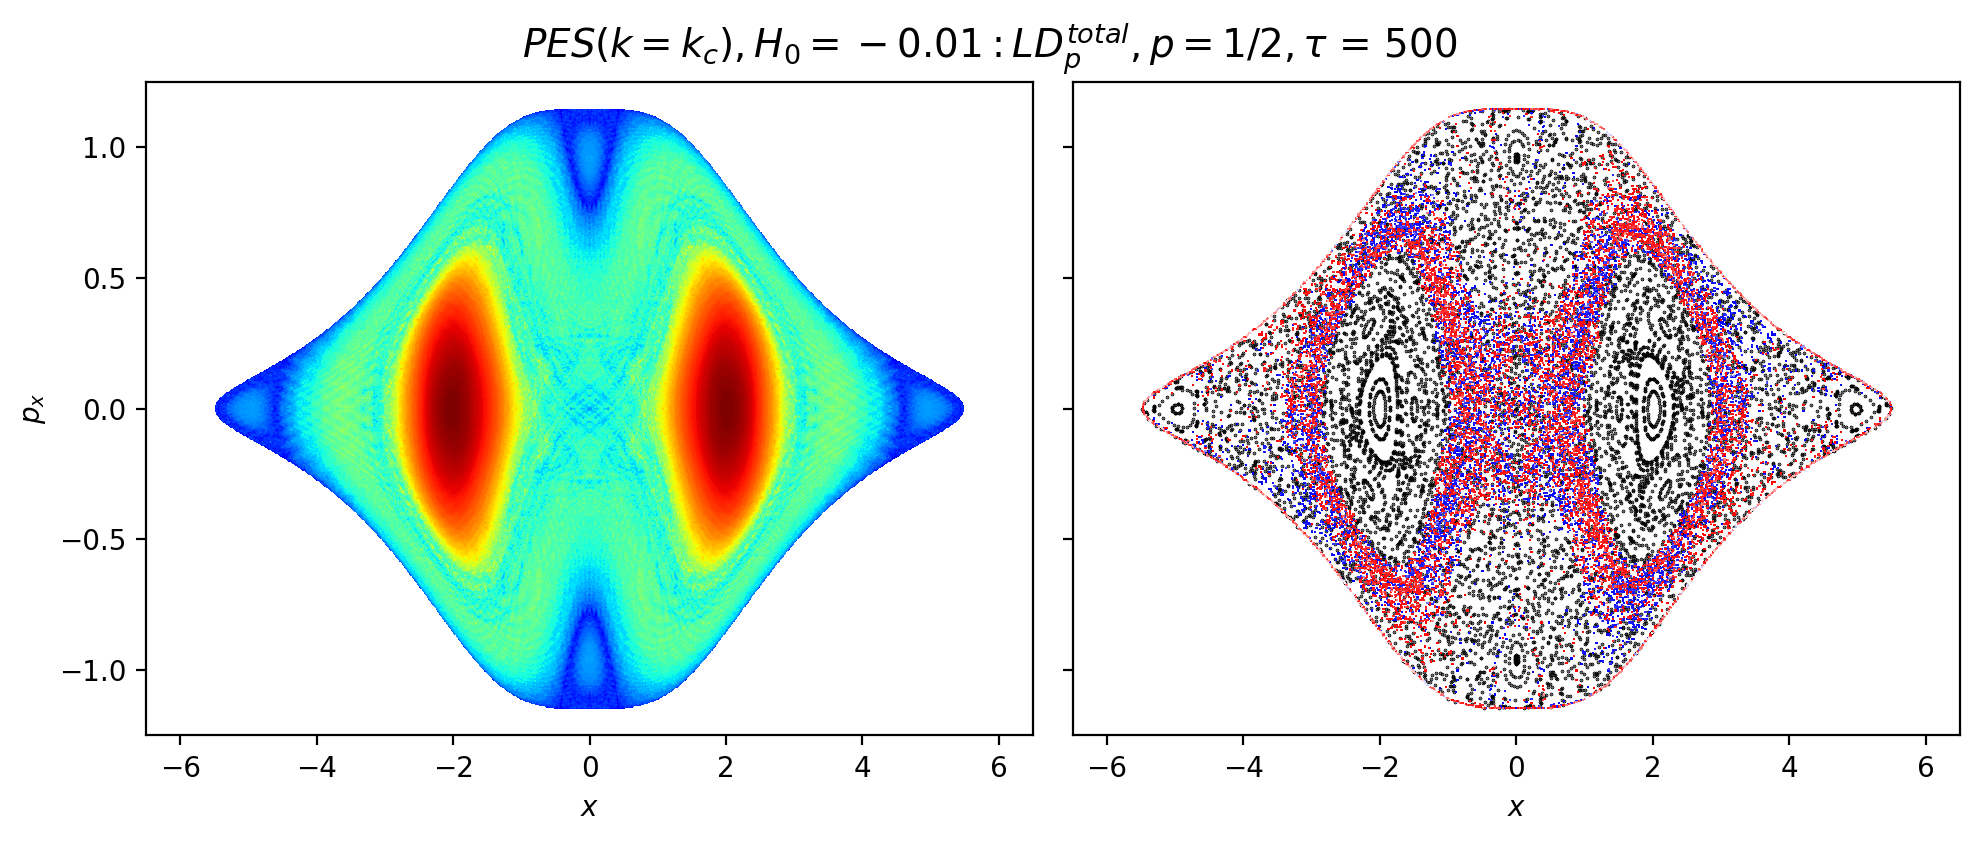 PES(k = k_c), H_0 = −0.01 : LD_p^{total}, p = 1/2, τ = 500
1.0
0.5
0.0
−0.5
−1.0
p_x
−6 −4 −2 0 2 4 6
x
−6 −4 −2 0 2 4 6
x